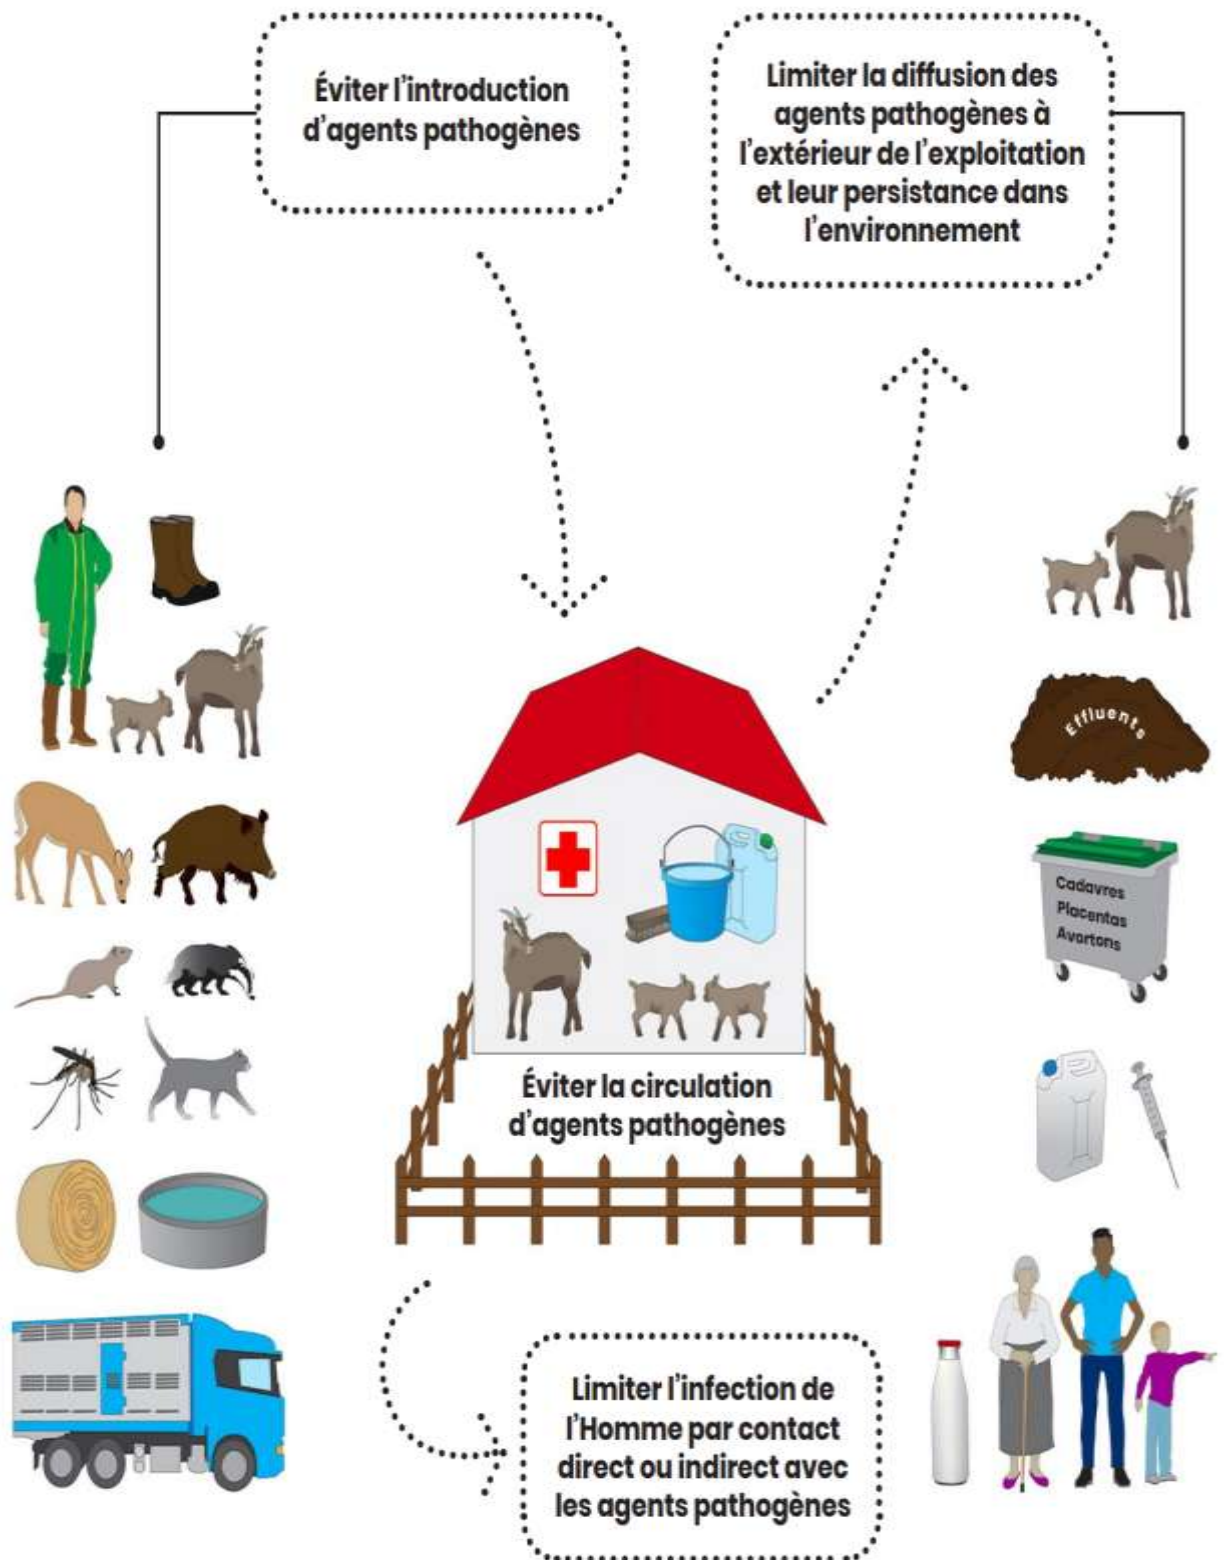 Éviter l'introduction
d'agents pathogènes
Limiter la diffusion des
agents pathogènes à
l'extérieur de l'exploitation
et leur persistance dans
l'environnement
Effluents
Cadavres
Placentas
Avortons
Éviter la circulation
d'agents pathogènes
Limiter l'infection de
l'Homme par contact
direct ou indirect avec
les agents pathogènes